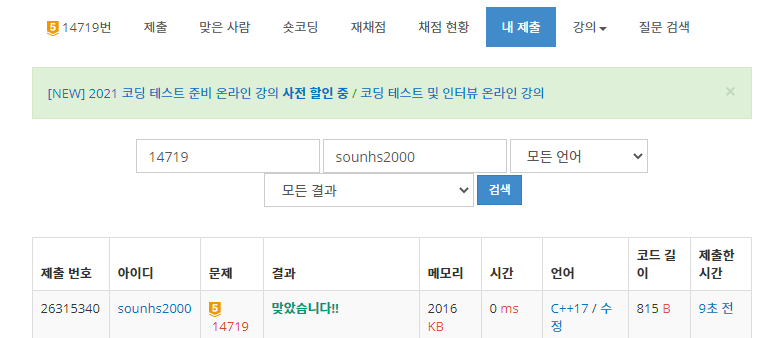 5 14719번 제출 맞은 사람 숏코딩 재채점 채점 현황 내 제출 강의 질문 검색
[NEW] 2021 코딩 테스트 준비 온라인 강의 사전 할인 중 / 코딩 테스트 및 인터뷰 온라인 강의 ×
14719 sounhs2000 모든 언어
모든 결과 검색
제출 번호 아이디 문제 결과 메모리 시간 언어 코드 길이 제출한 시간
26315340 sounhs2000 5 14719 맞았습니다!! 2016 KB 0 ms C++17 / 수정 815 B 9초 전